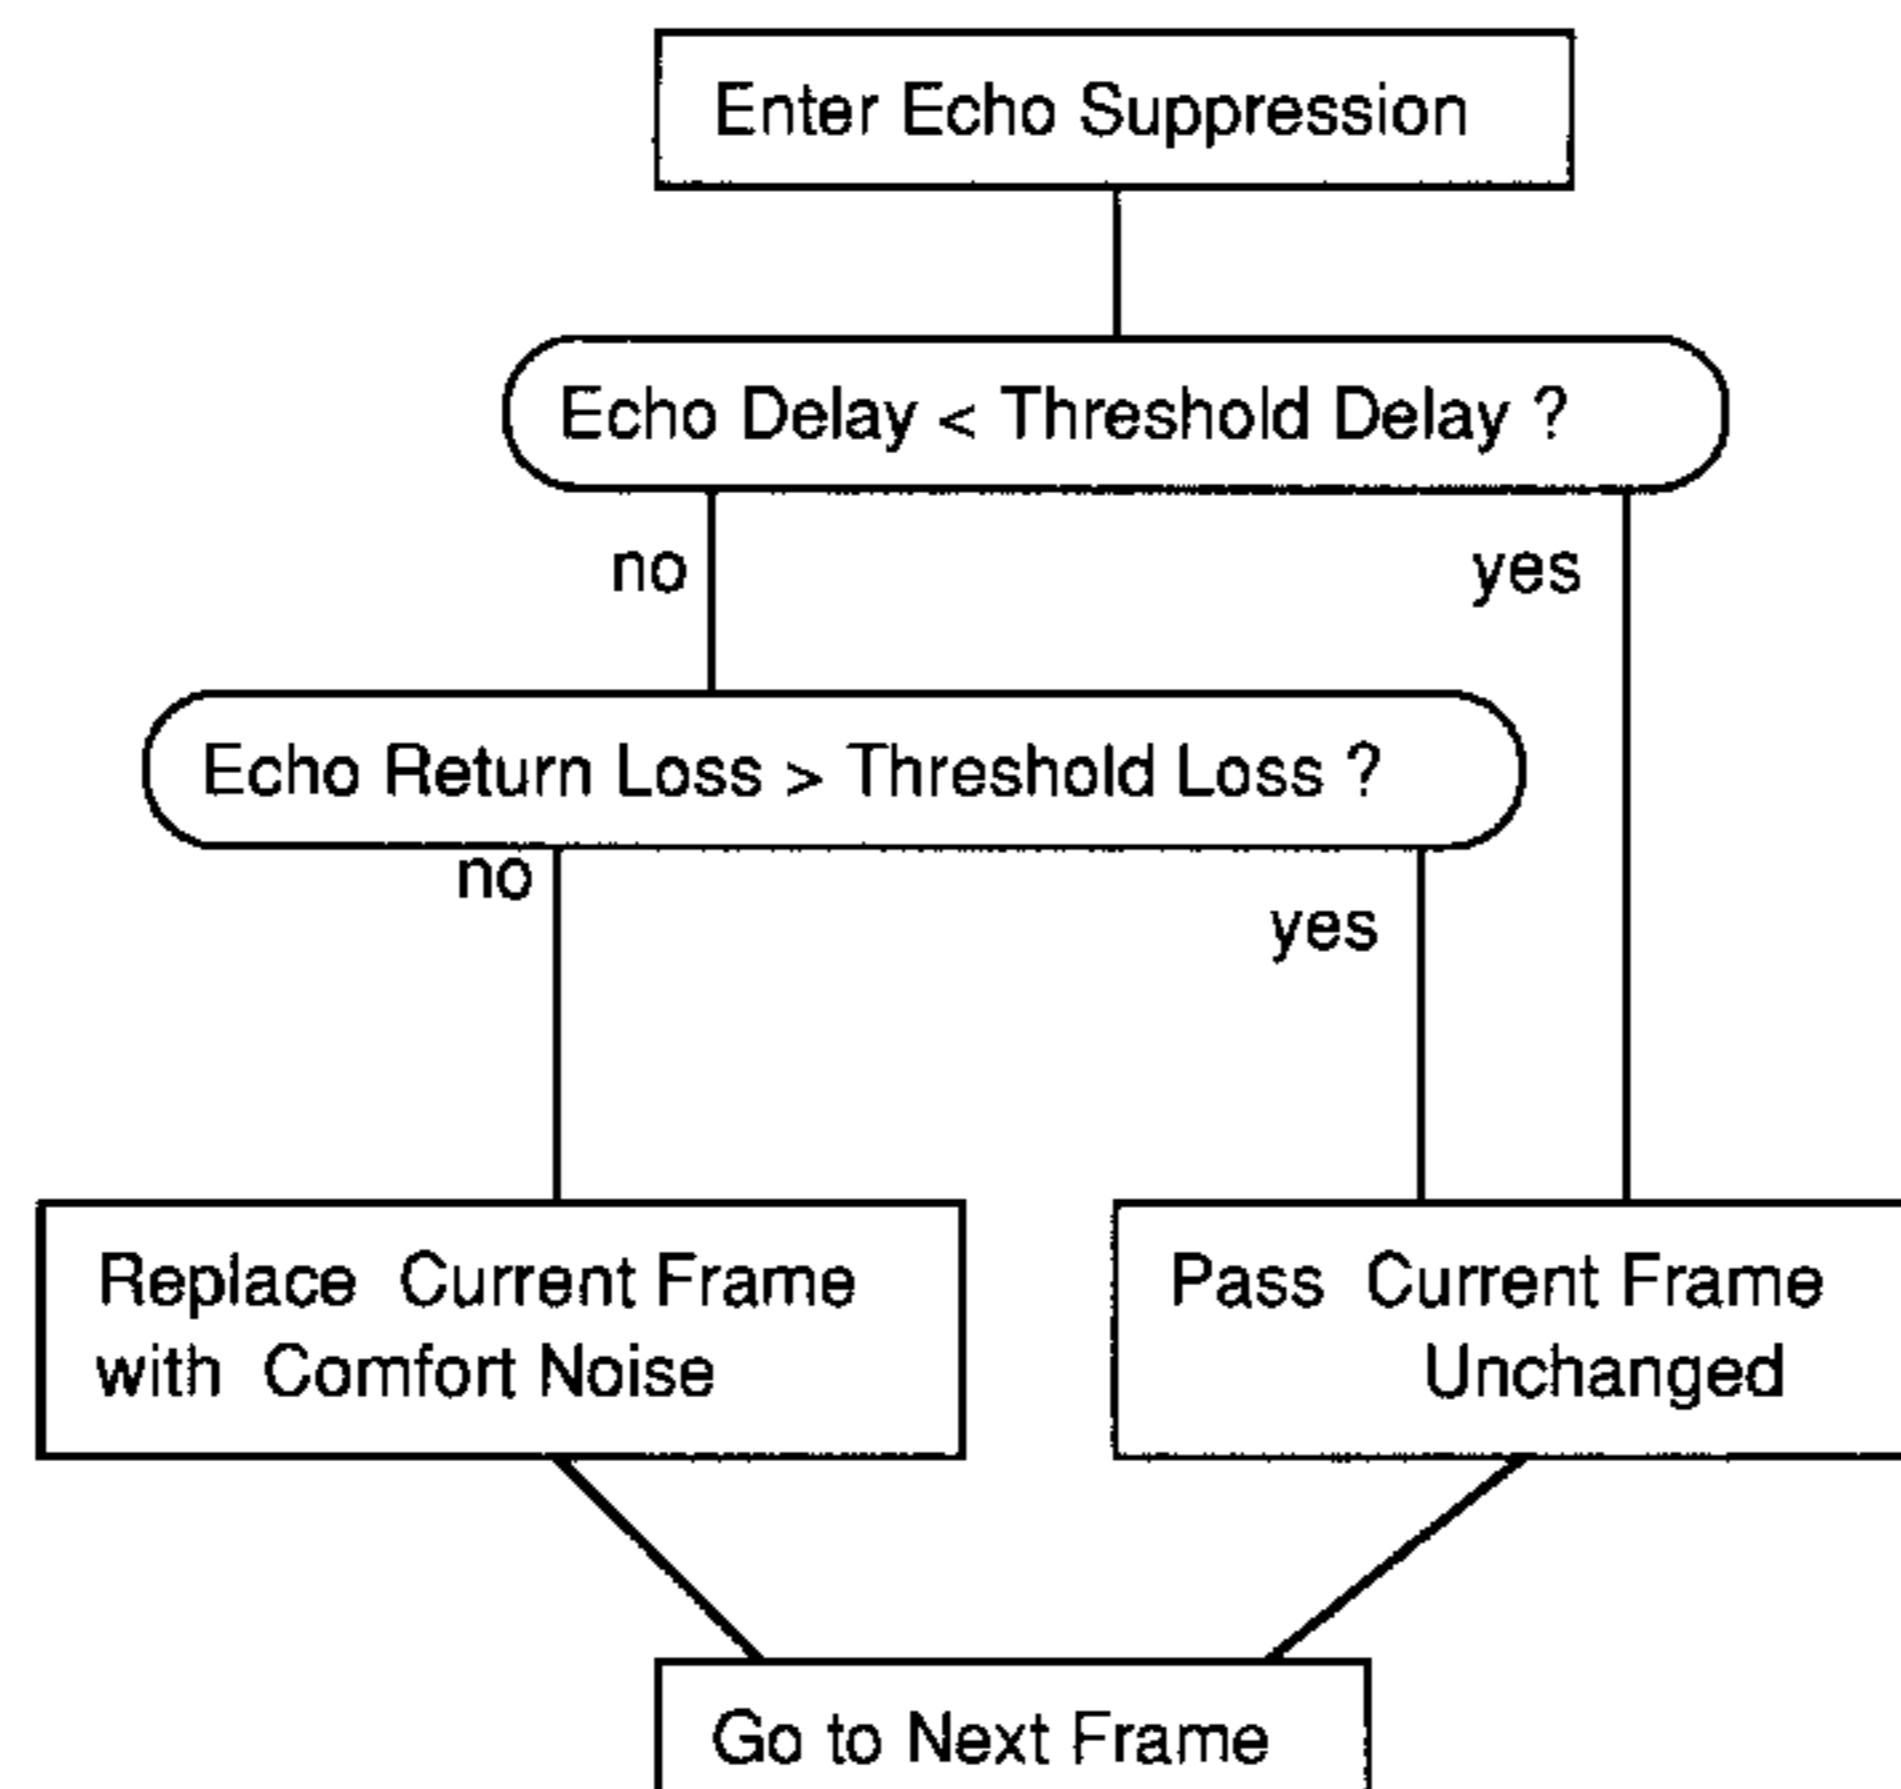 Enter Echo Suppression
Echo Delay < Threshold Delay ?
no
yes
Echo Return Loss > Threshold Loss ?
no
yes
Replace Current Frame
with Comfort Noise
Pass Current Frame
Unchanged
Go to Next Frame